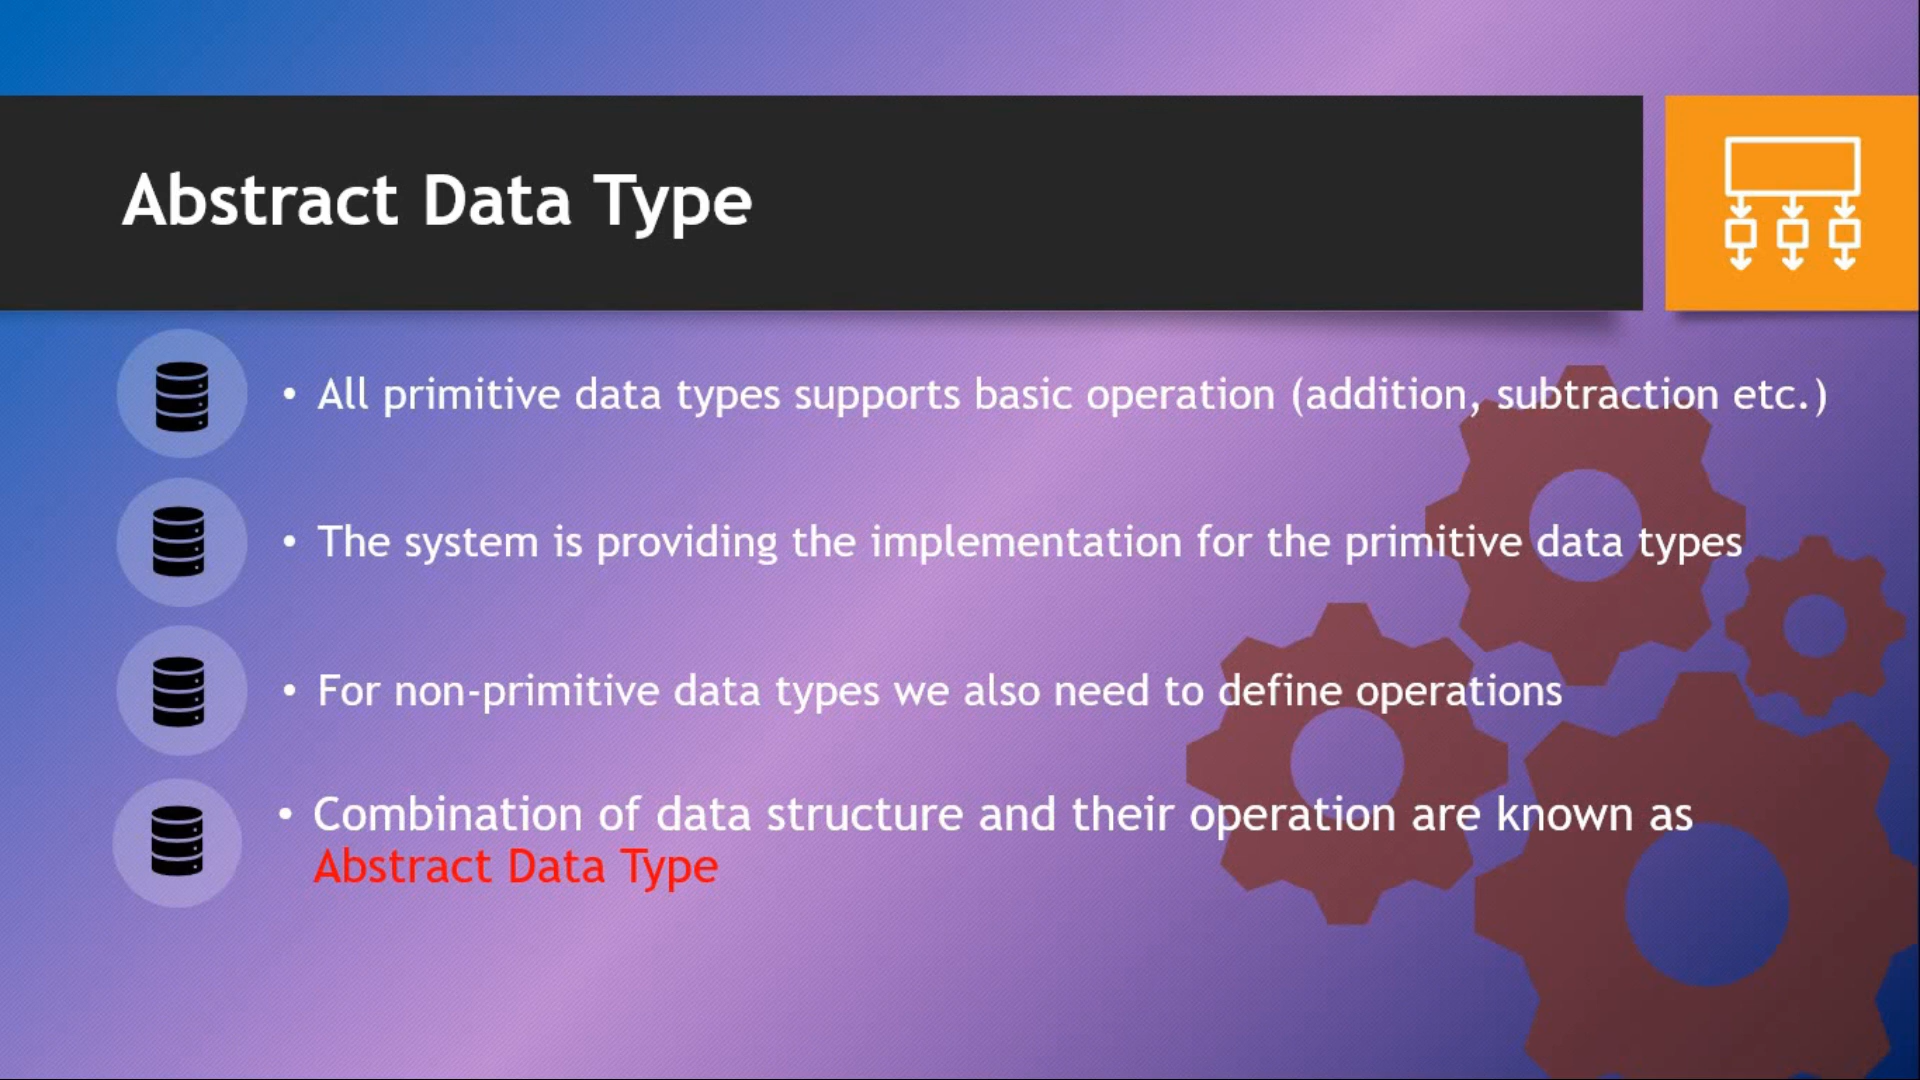 Abstract Data Type
• All primitive data types supports basic operation (addition, subtraction etc.)
• The system is providing the implementation for the primitive data types
• For non-primitive data types we also need to define operations
• Combination of data structure and their operation are known as
Abstract Data Type